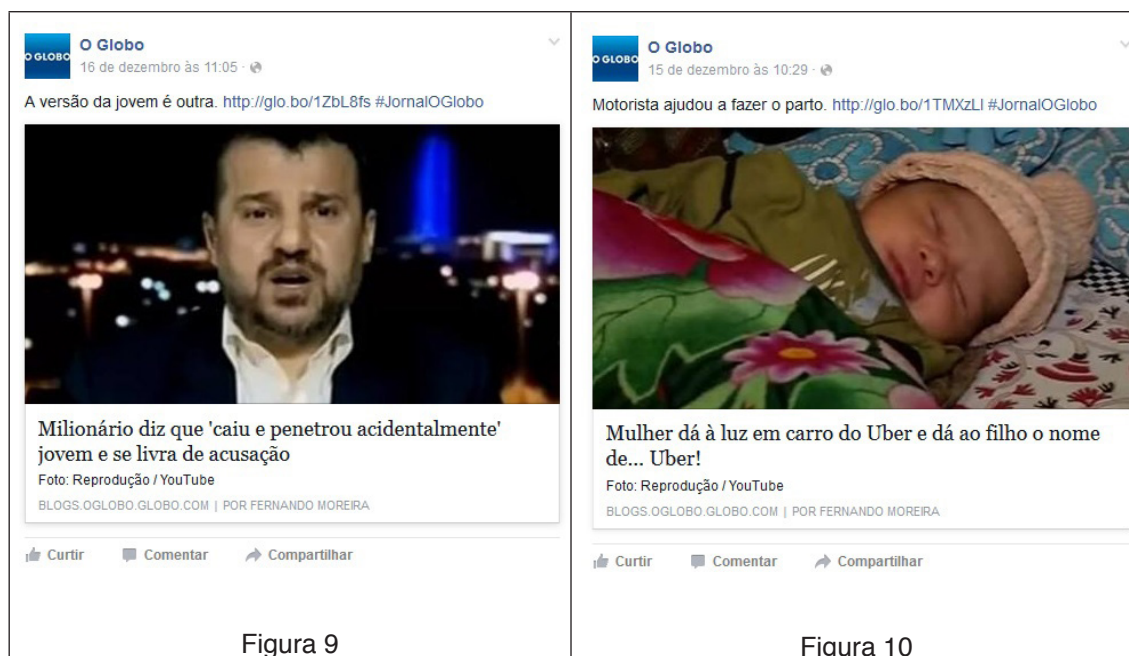 O GLOBO
O Globo
16 de dezembro às 11:05
A versão da jovem é outra. http://glo.bo/1ZbL8fs #JornalOGlobo
Milionário diz que 'caiu e penetrou acidentalmente'
jovem e se livra de acusação
Foto: Reprodução / YouTube
BLOGS.OGLOBO.GLOBO.COM | POR FERNANDO MOREIRA
Curtir Comentar Compartilhar
Figura 9
O GLOBO
O Globo
15 de dezembro às 10:29
Motorista ajudou a fazer o parto. http://glo.bo/1TMXzLl #JornalOGlobo
Mulher dá à luz em carro do Uber e dá ao filho o nome
de... Uber!
Foto: Reprodução / YouTube
BLOGS.OGLOBO.GLOBO.COM | POR FERNANDO MOREIRA
Curtir Comentar Compartilhar
Figura 10